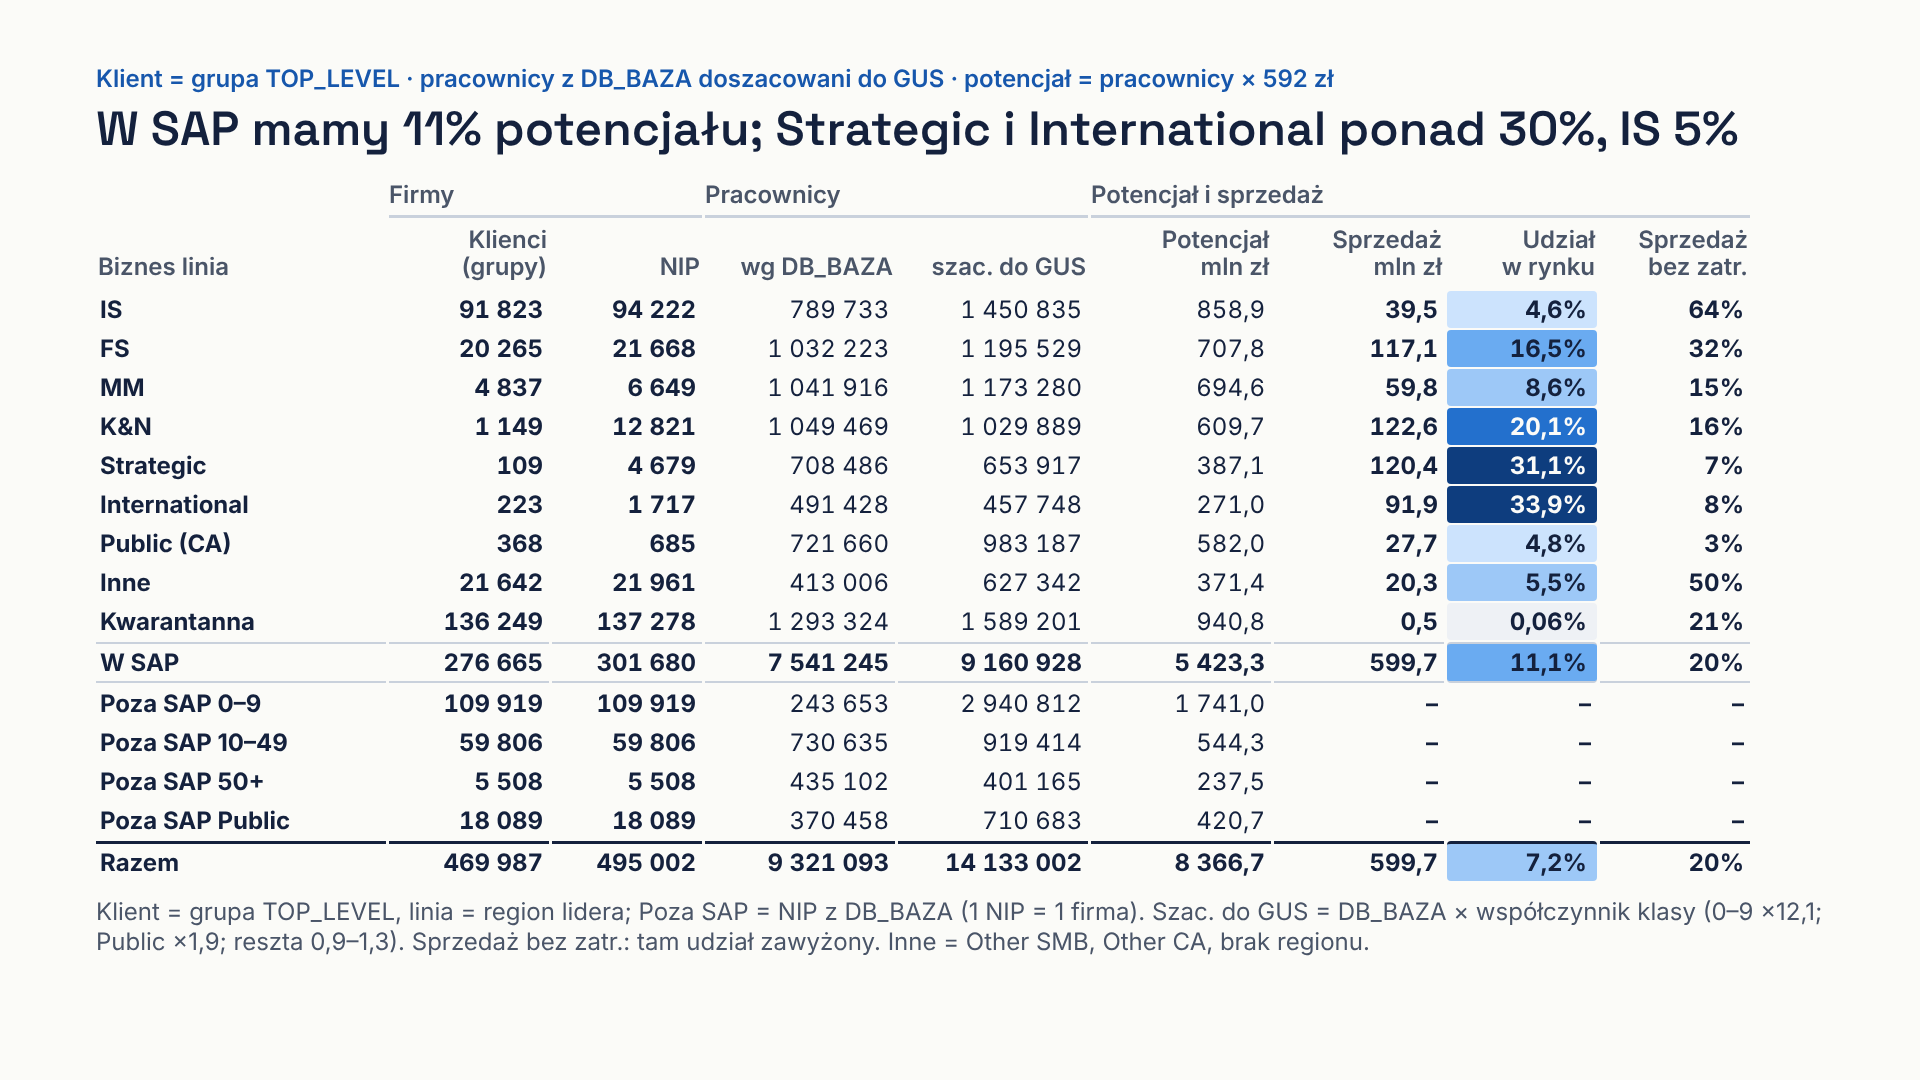 Klient = grupa TOP_LEVEL · pracownicy z DB_BAZA doszacowani do GUS · potencjał = pracownicy × 592 zł
W SAP mamy 11% potencjału; Strategic i International ponad 30%, IS 5%
Firmy Pracownicy Potencjał i sprzedaż
Klienci Potencjał Sprzedaż Udział Sprzedaż
Biznes linia (grupy) NIP wg DB_BAZA szac. do GUS mln zł mln zł w rynku bez zatr.
IS 91 823 94 222 789 733 1 450 835 858,9 39,5 4,6% 64%
FS 20 265 21 668 1 032 223 1 195 529 707,8 117,1 16,5% 32%
MM 4 837 6 649 1 041 916 1 173 280 694,6 59,8 8,6% 15%
K&N 1 149 12 821 1 049 469 1 029 889 609,7 122,6 20,1% 16%
Strategic 109 4 679 708 486 653 917 387,1 120,4 31,1% 7%
International 223 1 717 491 428 457 748 271,0 91,9 33,9% 8%
Public (CA) 368 685 721 660 983 187 582,0 27,7 4,8% 3%
Inne 21 642 21 961 413 006 627 342 371,4 20,3 5,5% 50%
Kwarantanna 136 249 137 278 1 293 324 1 589 201 940,8 0,5 0,06% 21%
W SAP 276 665 301 680 7 541 245 9 160 928 5 423,3 599,7 11,1% 20%
Poza SAP 0–9 109 919 109 919 243 653 2 940 812 1 741,0 – – –
Poza SAP 10–49 59 806 59 806 730 635 919 414 544,3 – – –
Poza SAP 50+ 5 508 5 508 435 102 401 165 237,5 – – –
Poza SAP Public 18 089 18 089 370 458 710 683 420,7 – – –
Razem 469 987 495 002 9 321 093 14 133 002 8 366,7 599,7 7,2% 20%
Klient = grupa TOP_LEVEL, linia = region lidera; Poza SAP = NIP z DB_BAZA (1 NIP = 1 firma). Szac. do GUS = DB_BAZA × współczynnik klasy (0–9 ×12,1;
Public ×1,9; reszta 0,9–1,3). Sprzedaż bez zatr.: tam udział zawyżony. Inne = Other SMB, Other CA, brak regionu.